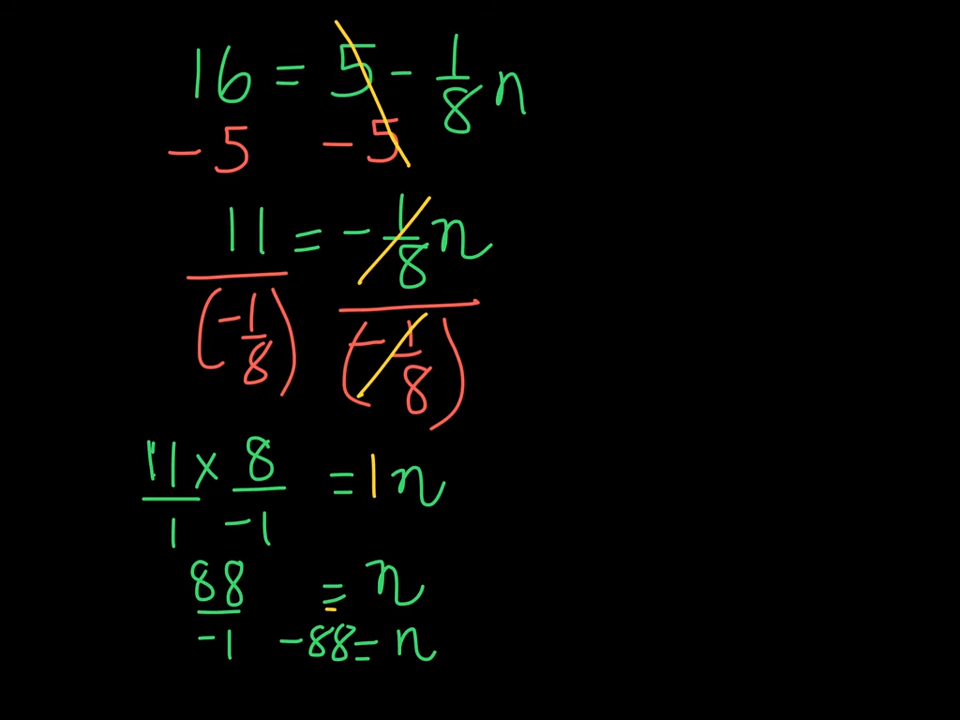 16 = 5 - 1/8 n
- 5 - 5
11 = - 1/8 n
(-1/8) (-1/8)
11/1 × 8/-1 = 1n
88/-1 = n
-88 = n